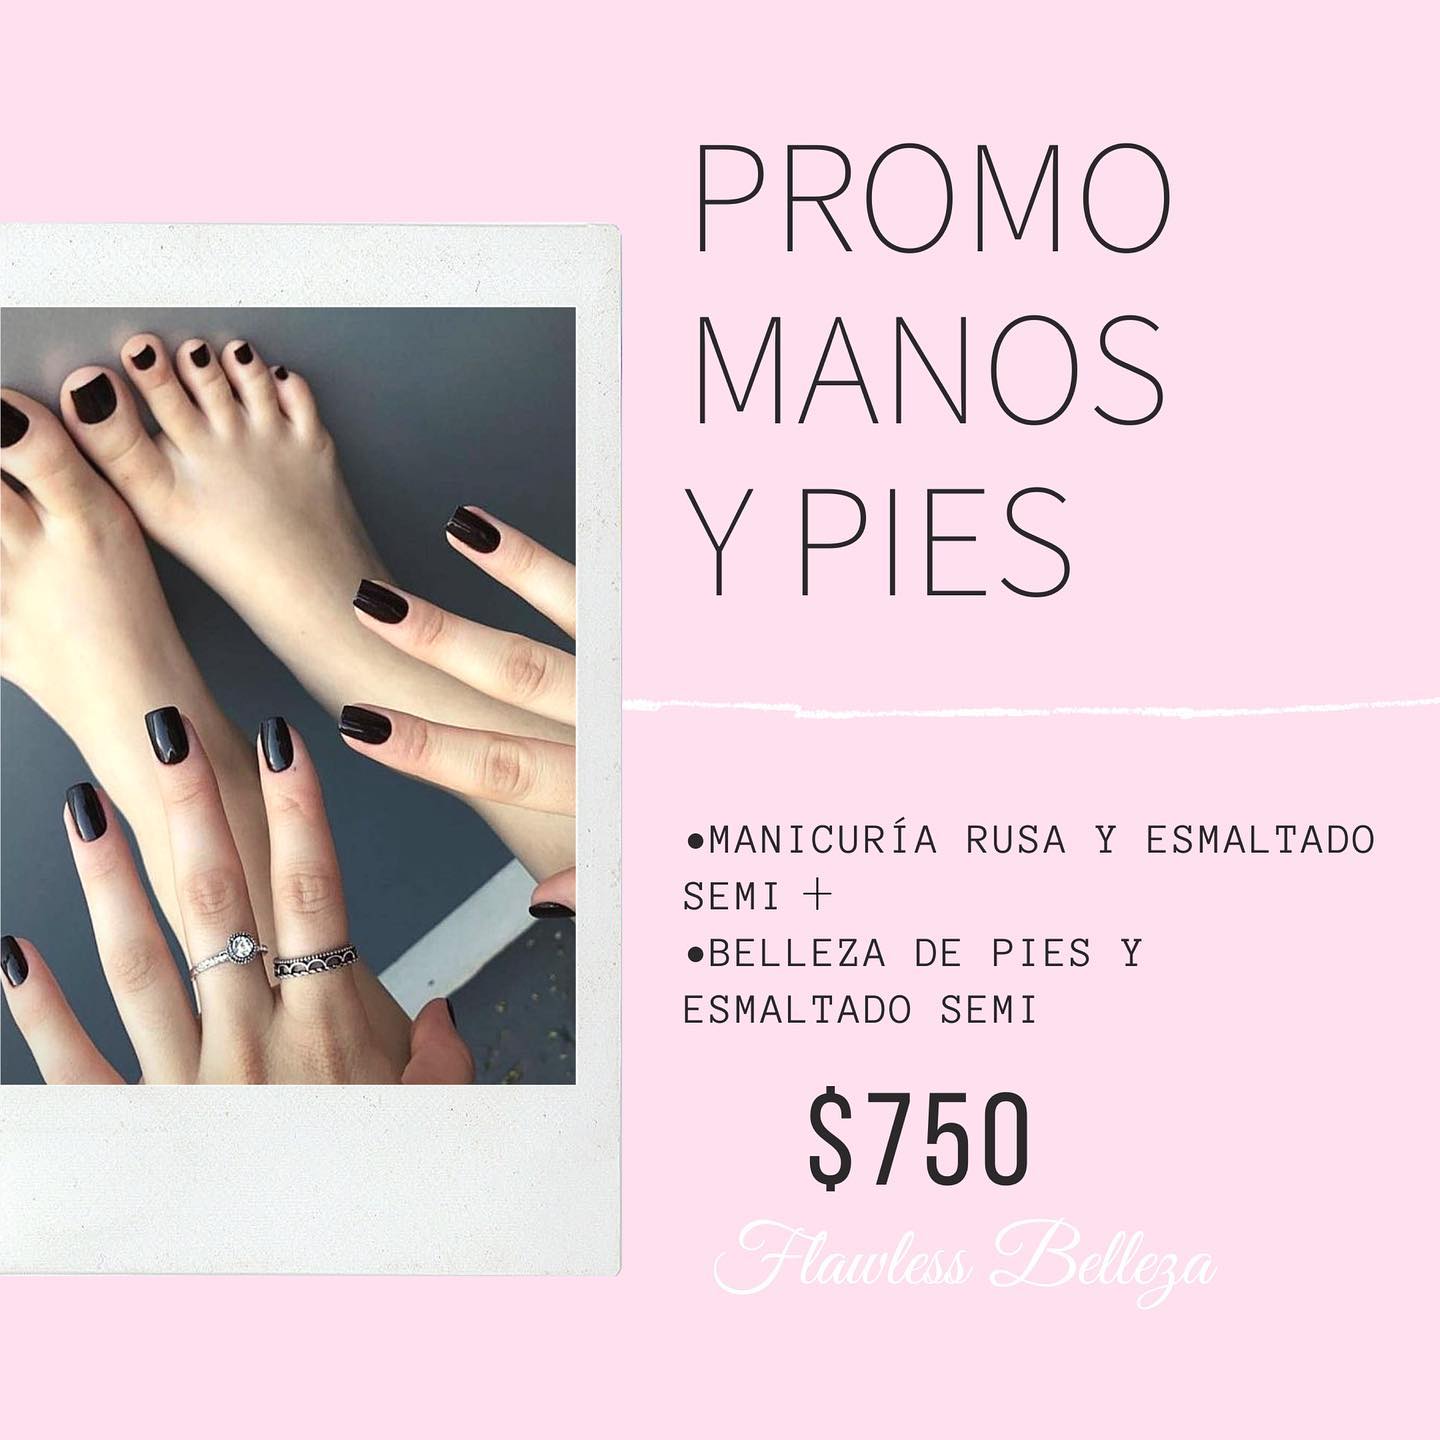 PROMO
MANOS
Y PIES
•MANICURÍA RUSA Y ESMALTADO
SEMI +
•BELLEZA DE PIES Y
ESMALTADO SEMI
$750
Flawless Belleza